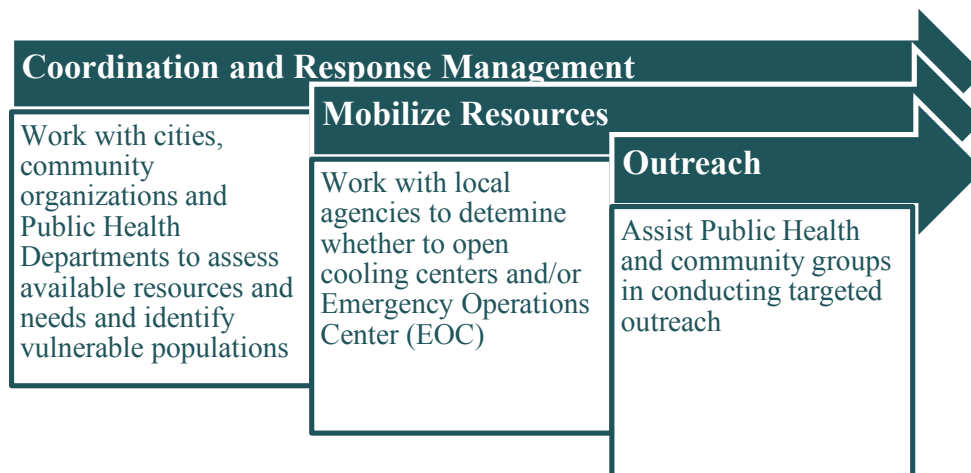 Coordination and Response Management
Work with cities,
community
organizations and
Public Health
Departments to assess
available resources and
needs and identify
vulnerable populations
Mobilize Resources
Work with local
agencies to detemine
whether to open
cooling centers and/or
Emergency Operations
Center (EOC)
Outreach
Assist Public Health
and community groups
in conducting targeted
outreach